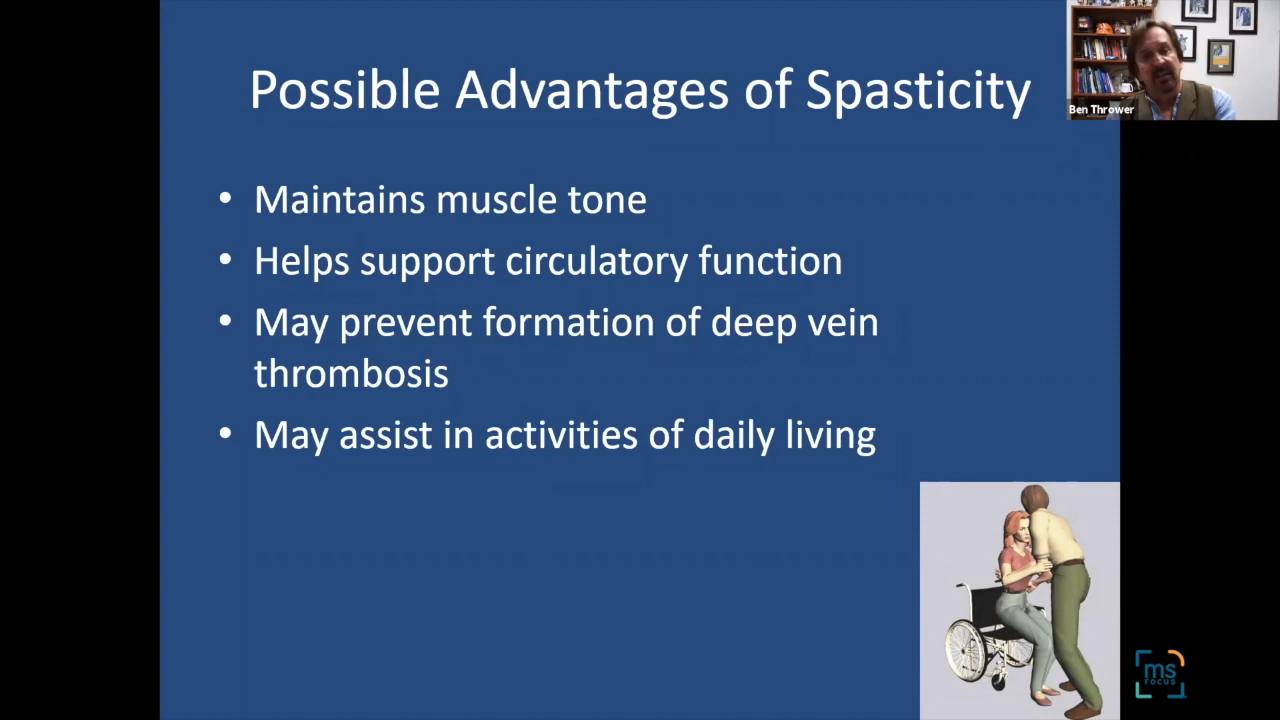 Possible Advantages of Spasticity
Ben Thrower
• Maintains muscle tone
• Helps support circulatory function
• May prevent formation of deep vein
thrombosis
• May assist in activities of daily living
ms
FOCUS